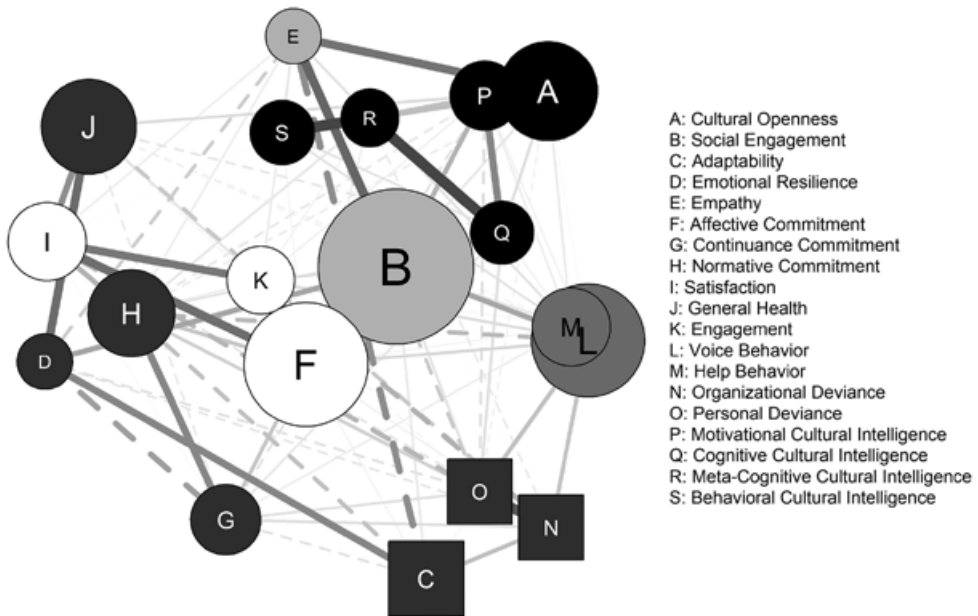 E
A
P
J
R
S
Q
I
B
K
H
M
L
F
D
O
N
G
C
A: Cultural Openness
B: Social Engagement
C: Adaptability
D: Emotional Resilience
E: Empathy
F: Affective Commitment
G: Continuance Commitment
H: Normative Commitment
I: Satisfaction
J: General Health
K: Engagement
L: Voice Behavior
M: Help Behavior
N: Organizational Deviance
O: Personal Deviance
P: Motivational Cultural Intelligence
Q: Cognitive Cultural Intelligence
R: Meta-Cognitive Cultural Intelligence
S: Behavioral Cultural Intelligence